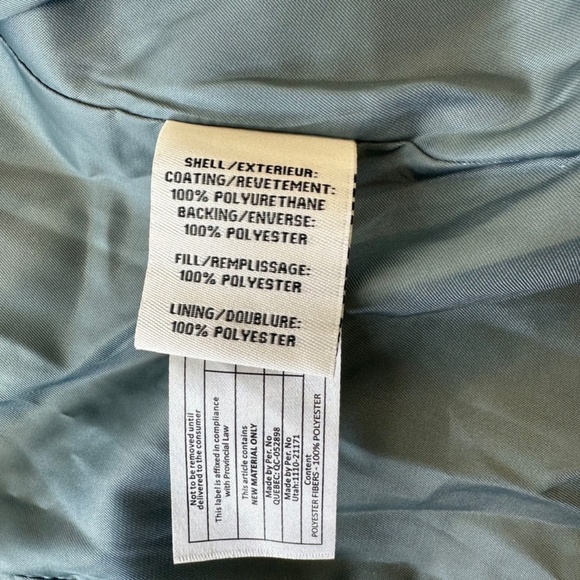 SHELL/EXTERIEUR:
COATING/REVETEMENT:
100% POLYURETHANE
BACKING/ENVERSE:
100% POLYESTER
FILL/REMPLISSAGE:
100% POLYESTER
LINING/DOUBLURE:
100% POLYESTER
Not to be removed until
delivered to the consumer
This label is affixed in compliance
with Provincial Law
This article contains
NEW MATERIAL ONLY
Made by Per. No
QUEBEC: QC-052898
Made by Per. No
Utah:1110-21171
Content
POLYESTER FIBERS - 100% POLYESTER